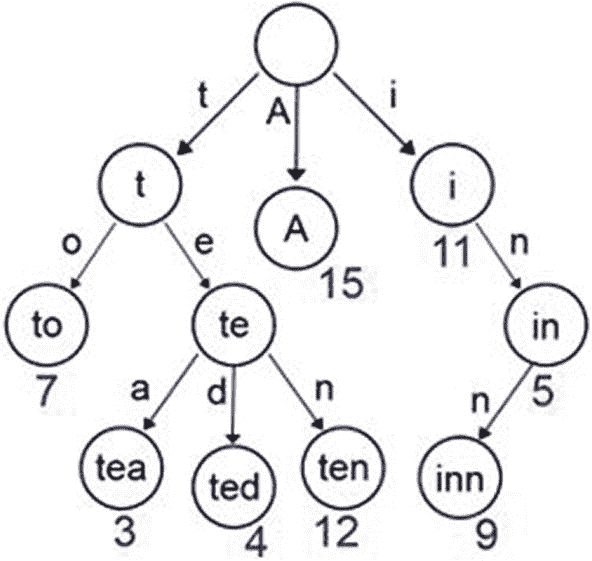 t A i
t A i
15 11
o e n
to te in
7 5
a d n n
tea ted ten inn
3 4 12 9